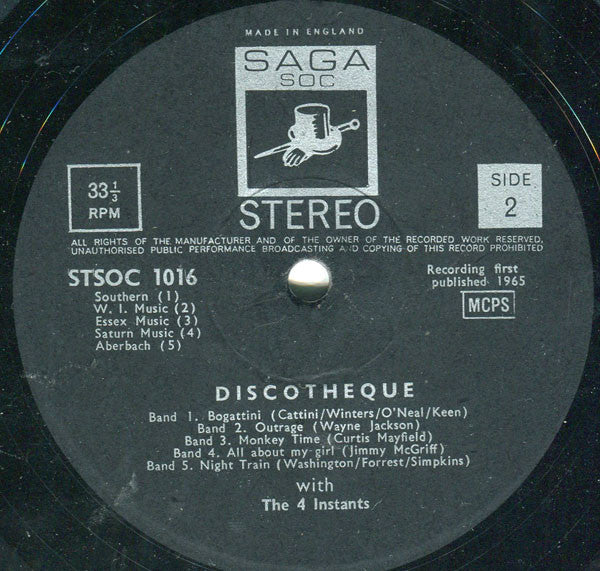 MADE IN ENGLAND
SAGA
SOC
33 1/3
RPM
STEREO
SIDE
2
ALL RIGHTS OF THE MANUFACTURER AND OF THE OWNER OF THE RECORDED WORK RESERVED,
UNAUTHORISED PUBLIC PERFORMANCE BROADCASTING AND COPYING OF THIS RECORD PROHIBITED
STSOC 1016
Southern (1)
W. I. Music (2)
Essex Music (3)
Saturn Music (4)
Aberbach (5)
Recording first
published 1965
MCPS
DISCOTHEQUE
Band 1. Bogattini (Cattini/Winters/O'Neal/Keen)
Band 2. Outrage (Wayne Jackson)
Band 3. Monkey Time (Curtis Mayfield)
Band 4. All about my girl (Jimmy McGriff)
Band 5. Night Train (Washington/Forrest/Simpkins)
with
The 4 Instants